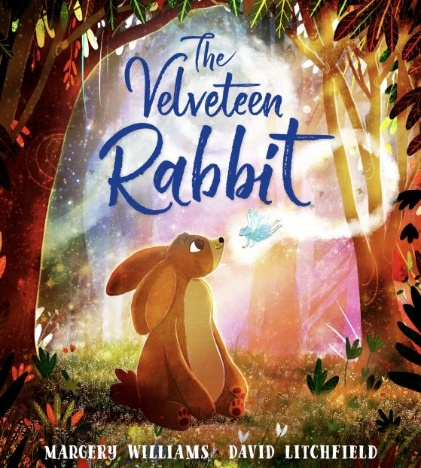 The
Velveteen
Rabbit
MARGERY WILLIAMS DAVID LITCHFIELD